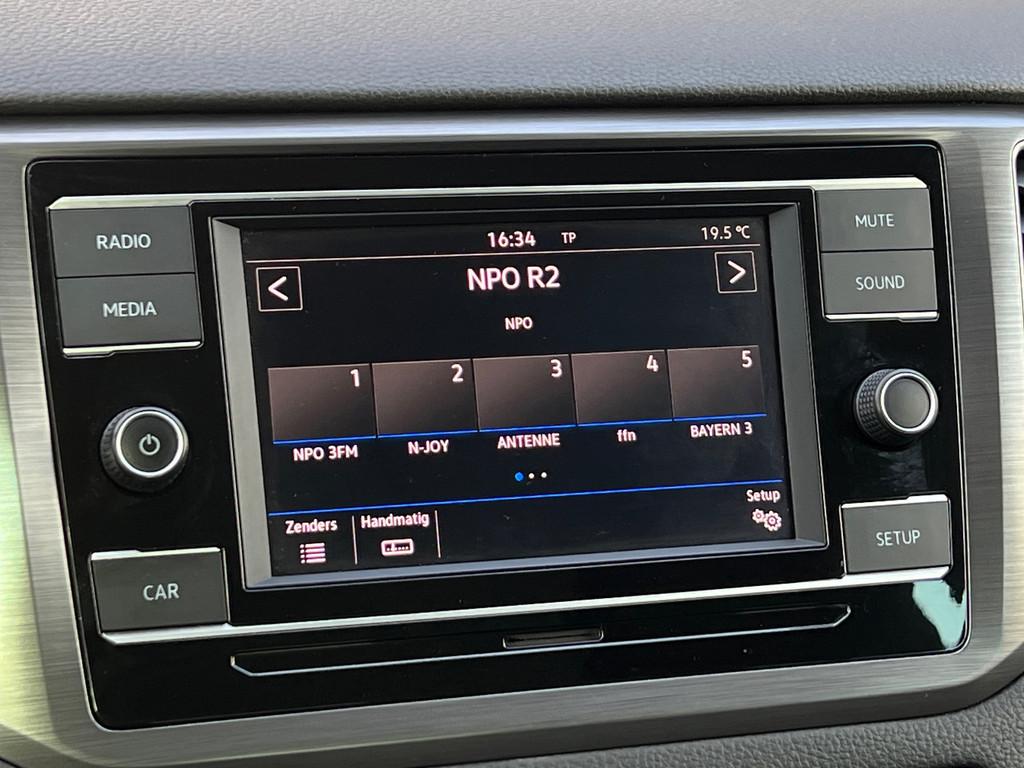 RADIO
MEDIA
CAR
16:34 TP 19.5 °C
<
NPO R2
>
NPO
1 2 3 4 5
NPO 3FM N-JOY ANTENNE ffn BAYERN 3
Zenders Handmatig Setup
MUTE
SOUND
SETUP